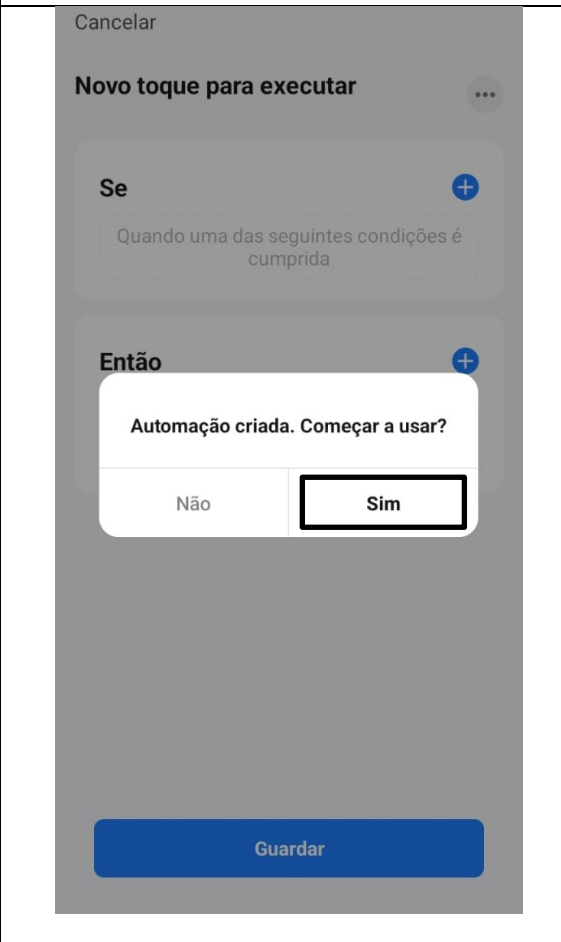 Cancelar
Novo toque para executar
Se
Quando uma das seguintes condições é
cumprida
Então
Automação criada. Começar a usar?
Não
Sim
Guardar